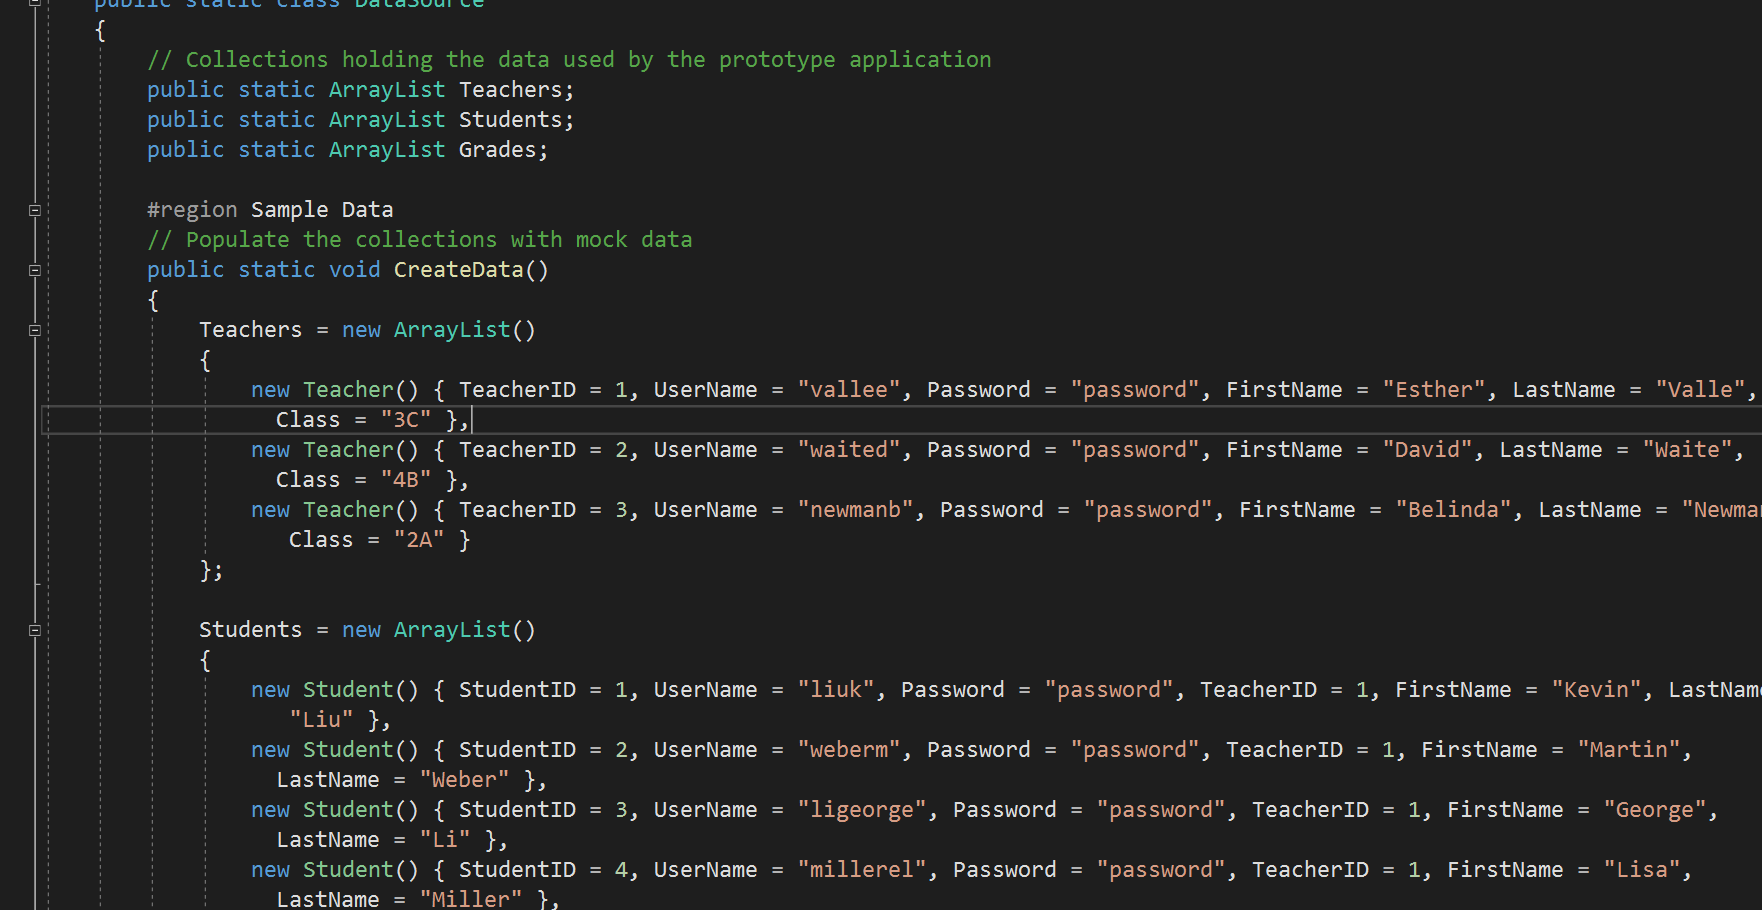 public static class DataSource
{
// Collections holding the data used by the prototype application
public static ArrayList Teachers;
public static ArrayList Students;
public static ArrayList Grades;
#region Sample Data
// Populate the collections with mock data
public static void CreateData()
{
Teachers = new ArrayList()
{
new Teacher() { TeacherID = 1, UserName = "vallee", Password = "password", FirstName = "Esther", LastName = "Valle",
Class = "3C" },
new Teacher() { TeacherID = 2, UserName = "waited", Password = "password", FirstName = "David", LastName = "Waite",
Class = "4B" },
new Teacher() { TeacherID = 3, UserName = "newmanb", Password = "password", FirstName = "Belinda", LastName = "Newma
Class = "2A" }
};
Students = new ArrayList()
{
new Student() { StudentID = 1, UserName = "liuk", Password = "password", TeacherID = 1, FirstName = "Kevin", LastNam
"Liu" },
new Student() { StudentID = 2, UserName = "weberm", Password = "password", TeacherID = 1, FirstName = "Martin",
LastName = "Weber" },
new Student() { StudentID = 3, UserName = "ligeorge", Password = "password", TeacherID = 1, FirstName = "George",
LastName = "Li" },
new Student() { StudentID = 4, UserName = "millerel", Password = "password", TeacherID = 1, FirstName = "Lisa",
LastName = "Miller" },